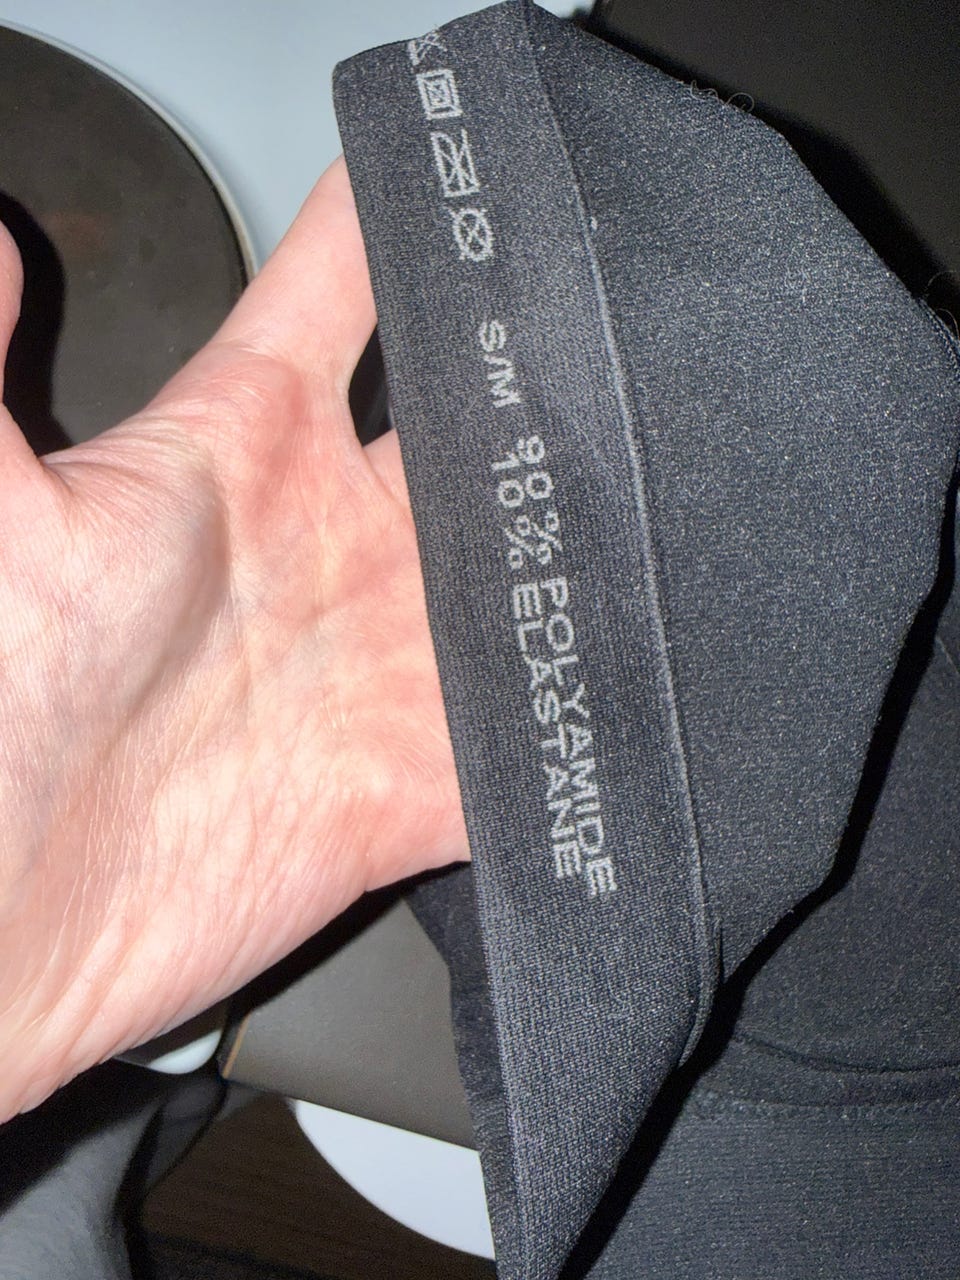 S/M
90% POLYAMIDE
10% ELASTANE